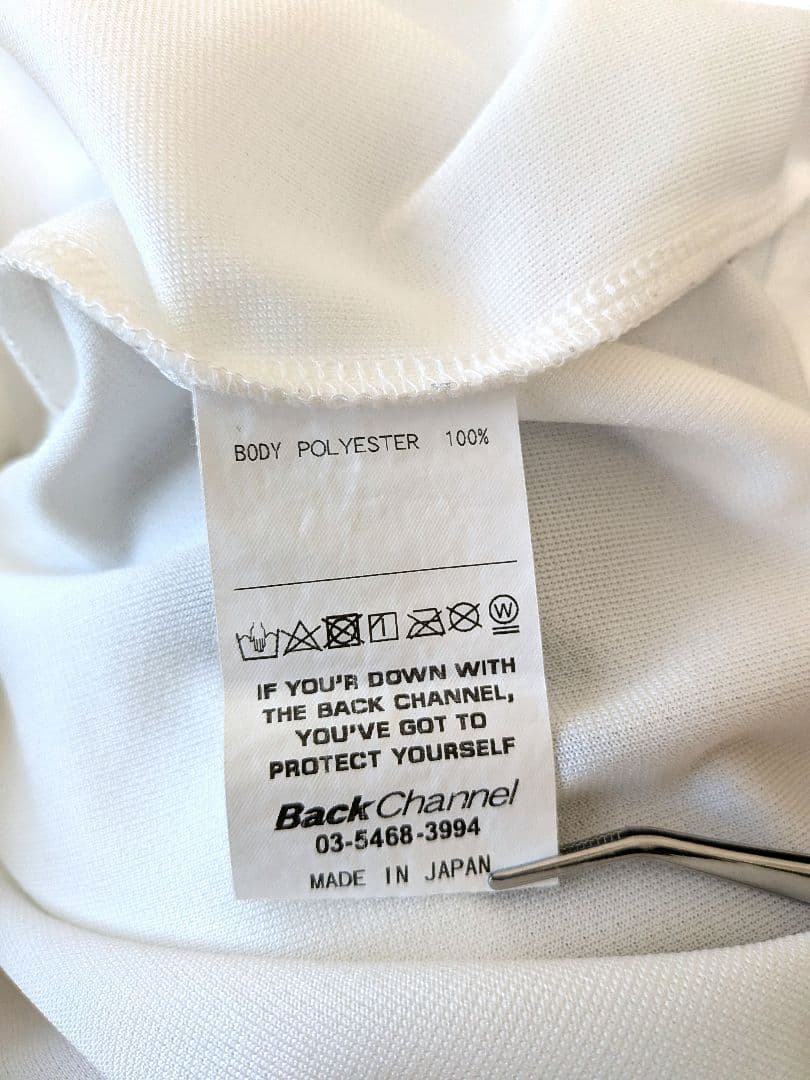 BODY POLYESTER 100%
W
IF YOU'R DOWN WITH
THE BACK CHANNEL,
YOU'VE GOT TO
PROTECT YOURSELF
BackChannel
03-5468-3994
MADE IN JAPAN